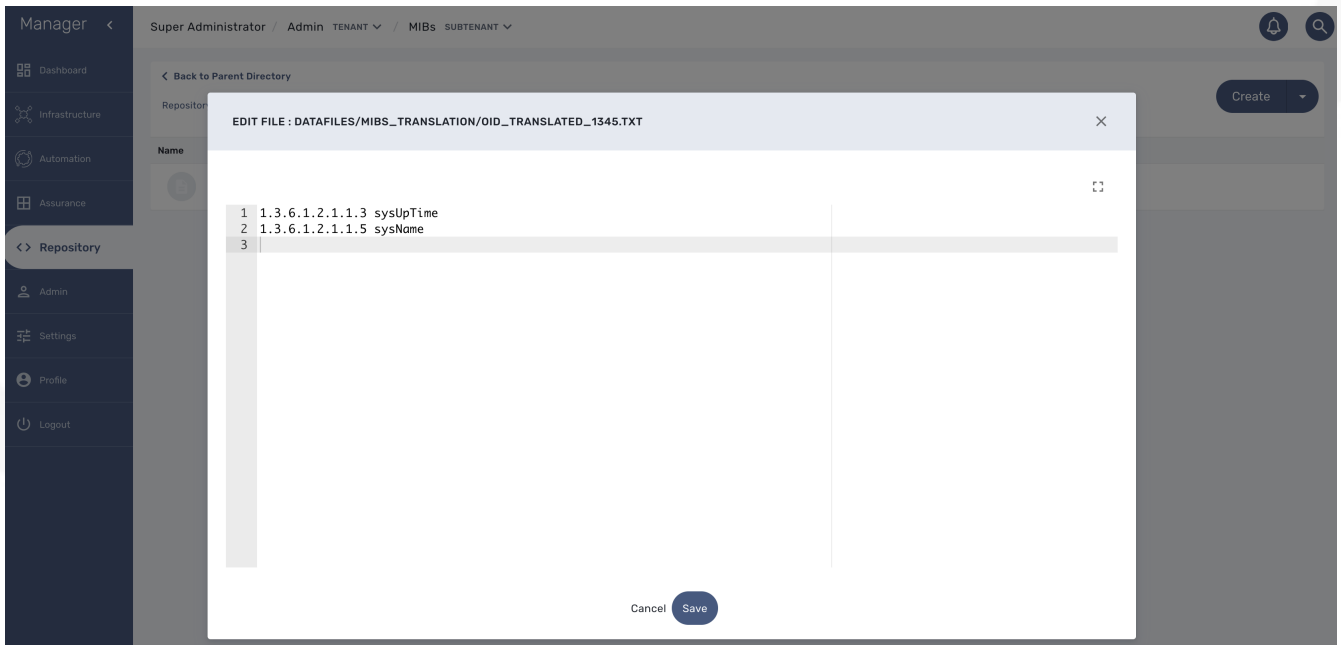 Manager
Dashboard
Infrastructure
Automation
Assurance
Repository
Admin
Settings
Profile
Logout
Super Administrator / Admin TENANT / MIBs SUBTENANT
Back to Parent Directory
Repositor
Create
Name
EDIT FILE : DATAFILES/MIBS_TRANSLATION/OID_TRANSLATED_1345.TXT
1 1.3.6.1.2.1.1.3 sysUpTime
2 1.3.6.1.2.1.1.5 sysName
3
Cancel Save